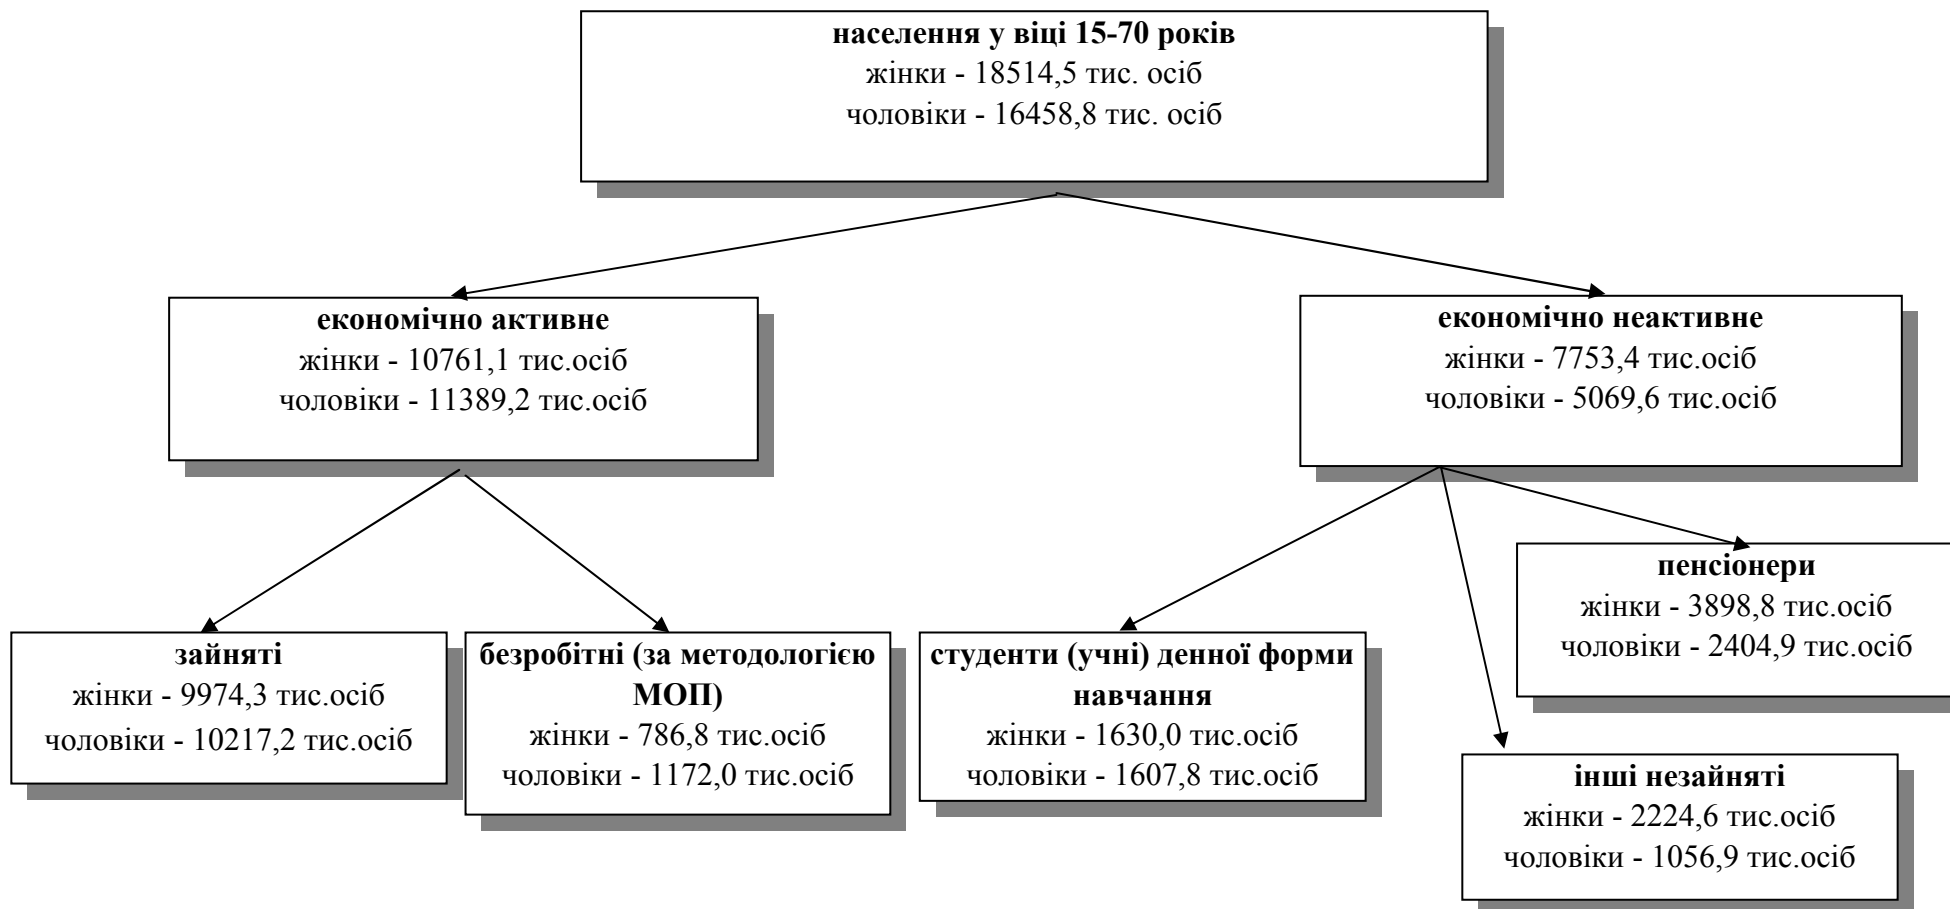 населення у віці 15-70 років
жінки - 18514,5 тис. осіб
чоловіки - 16458,8 тис. осіб
економічно активне
жінки - 10761,1 тис.осіб
чоловіки - 11389,2 тис.осіб
економічно неактивне
жінки - 7753,4 тис.осіб
чоловіки - 5069,6 тис.осіб
зайняті
жінки - 9974,3 тис.осіб
чоловіки - 10217,2 тис.осіб
безробітні (за методологією
МОП)
жінки - 786,8 тис.осіб
чоловіки - 1172,0 тис.осіб
студенти (учні) денної форми
навчання
жінки - 1630,0 тис.осіб
чоловіки - 1607,8 тис.осіб
пенсіонери
жінки - 3898,8 тис.осіб
чоловіки - 2404,9 тис.осіб
інші незайняті
жінки - 2224,6 тис.осіб
чоловіки - 1056,9 тис.осіб